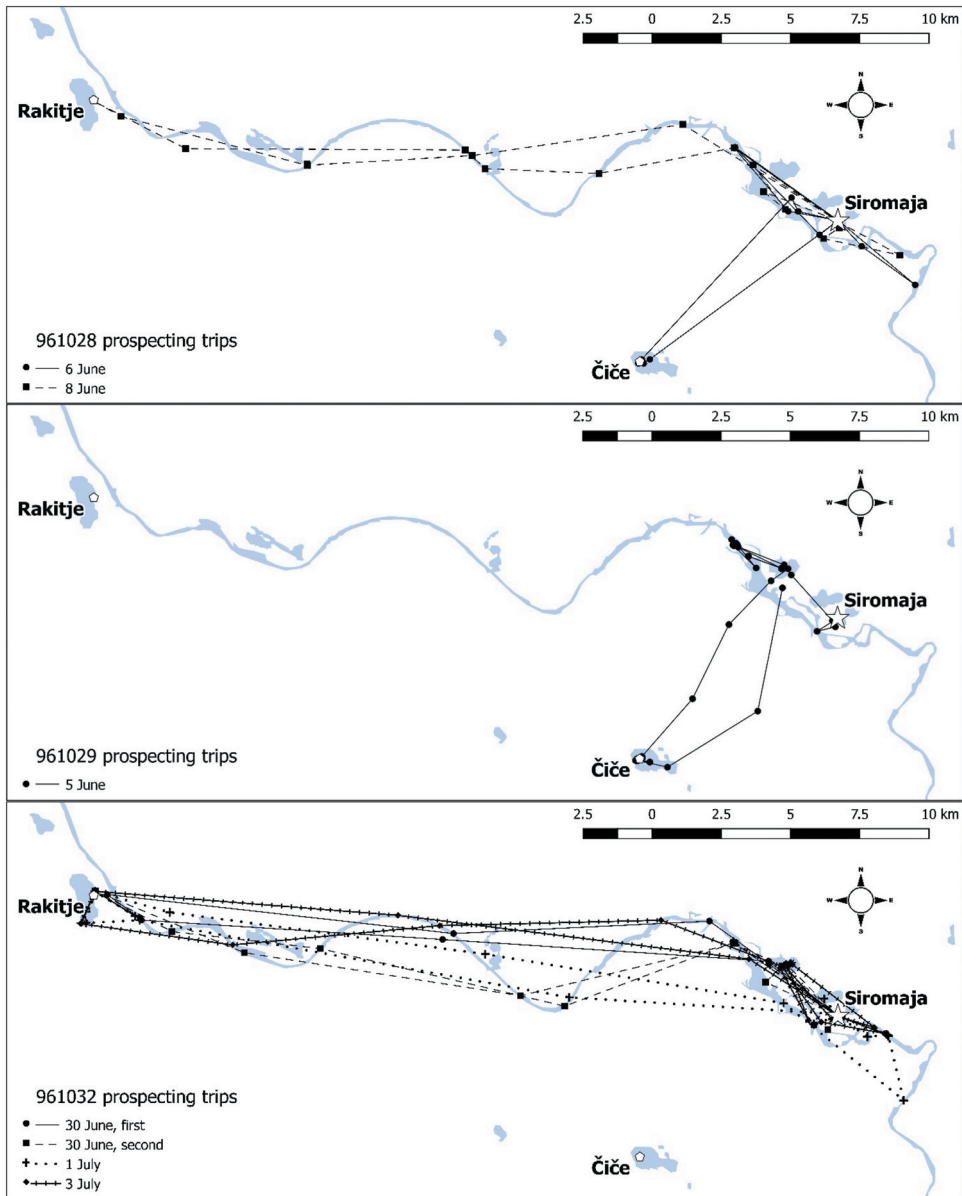 2.5 0 2.5 5 7.5 10 km
N
W E
S
Rakitje
Siromaja
Čiče
961028 prospecting trips
6 June
8 June
2.5 0 2.5 5 7.5 10 km
N
W E
S
Rakitje
Siromaja
Čiče
961029 prospecting trips
5 June
2.5 0 2.5 5 7.5 10 km
N
W E
S
Rakitje
Siromaja
961032 prospecting trips
30 June, first
30 June, second
1 July
3 July
Čiče